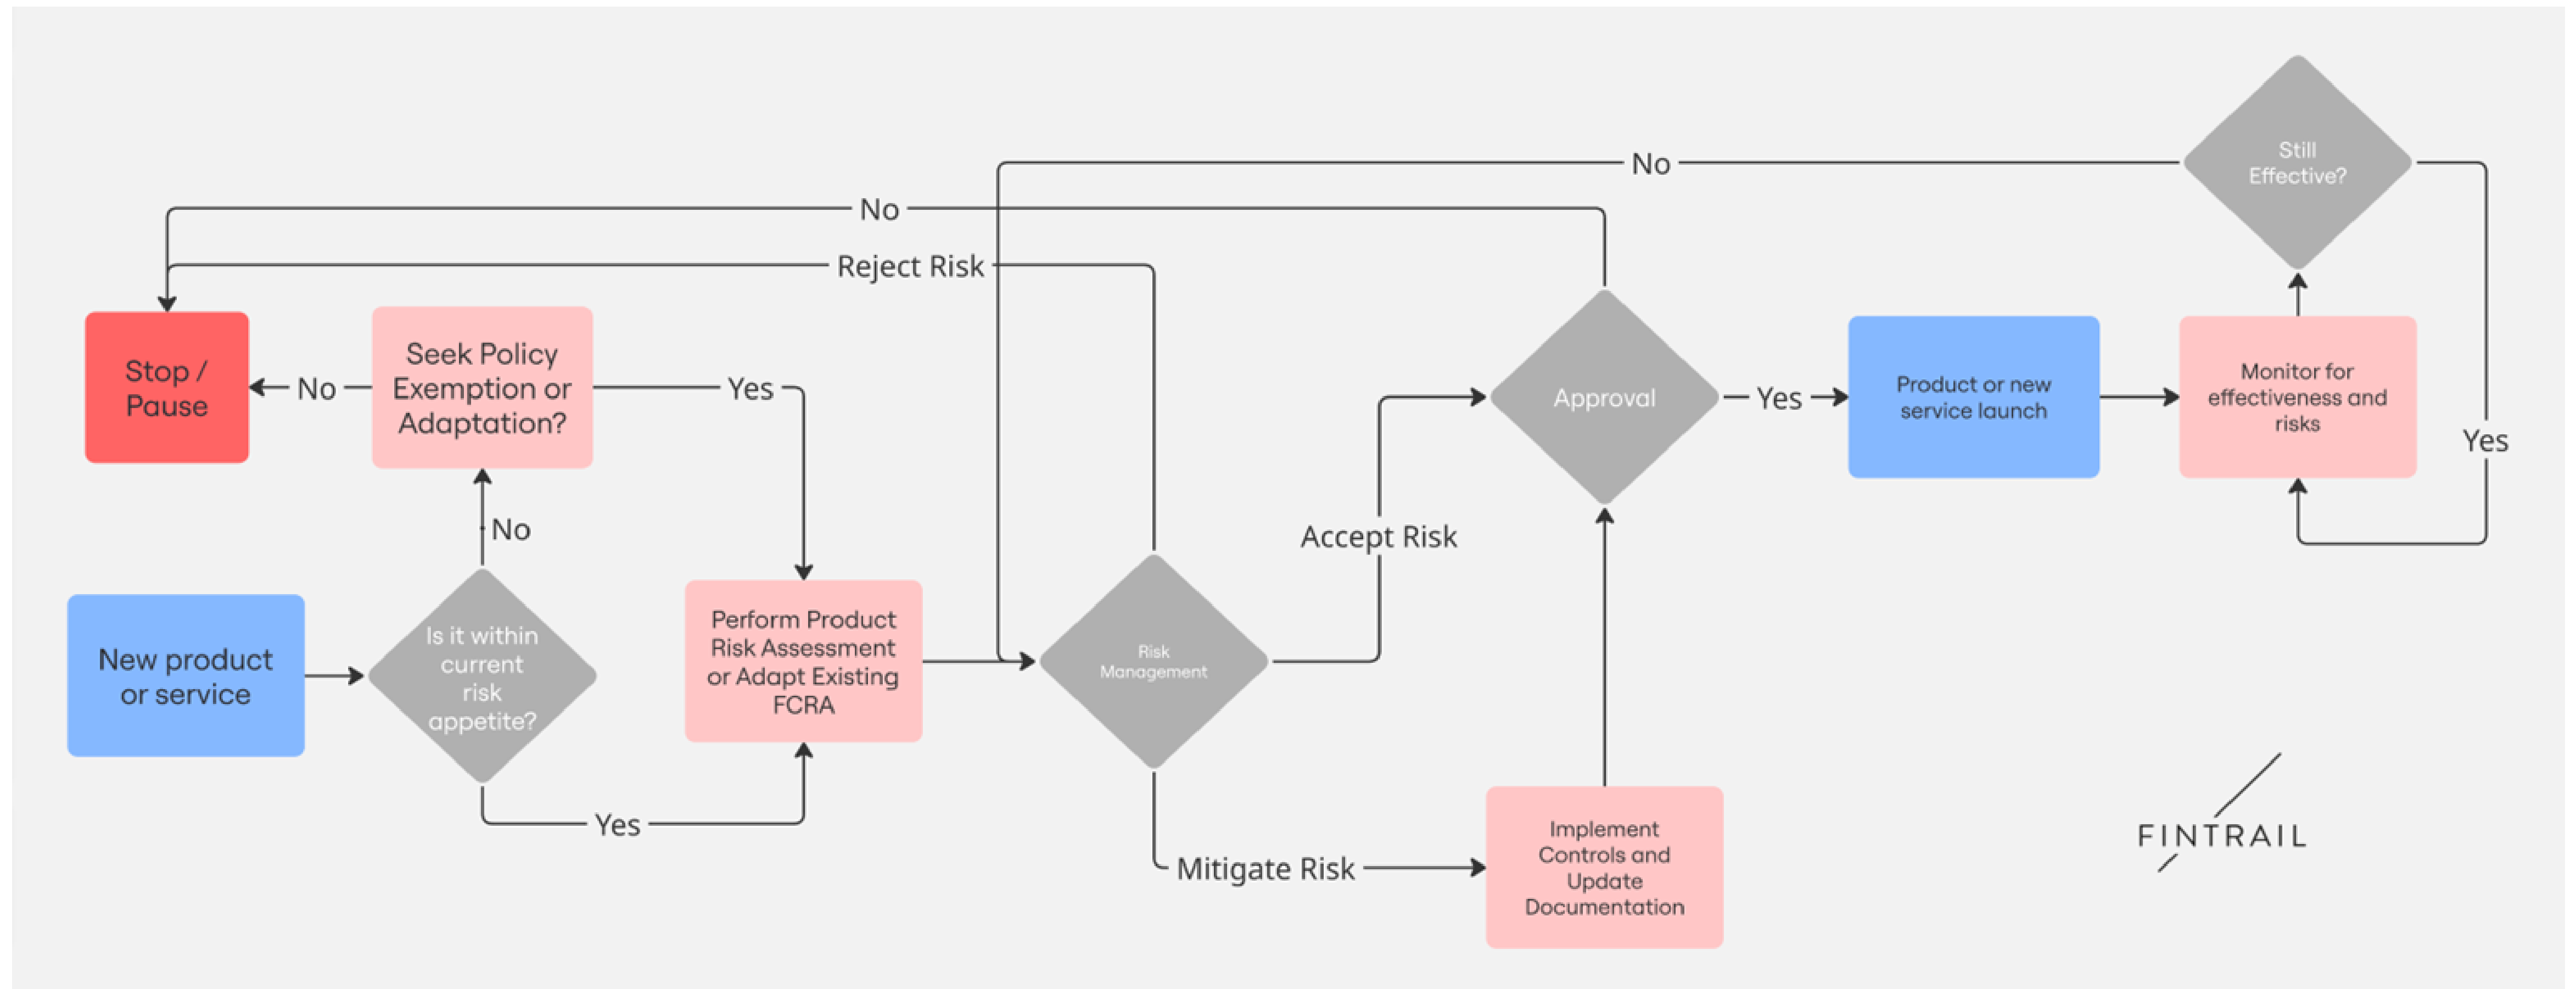 Still
Effective?
No
No
Reject Risk
Stop /
Pause
No
Seek Policy
Exemption or
Adaptation?
Yes
Approval
Yes
Product or new
service launch
Monitor for
effectiveness and
risks
Yes
No
Accept Risk
New product
or service
Is it within
current
risk
appetite?
Perform Product
Risk Assessment
or Adapt Existing
FCRA
Risk
Management
Yes
Mitigate Risk
Implement
Controls and
Update
Documentation
FINTRAIL